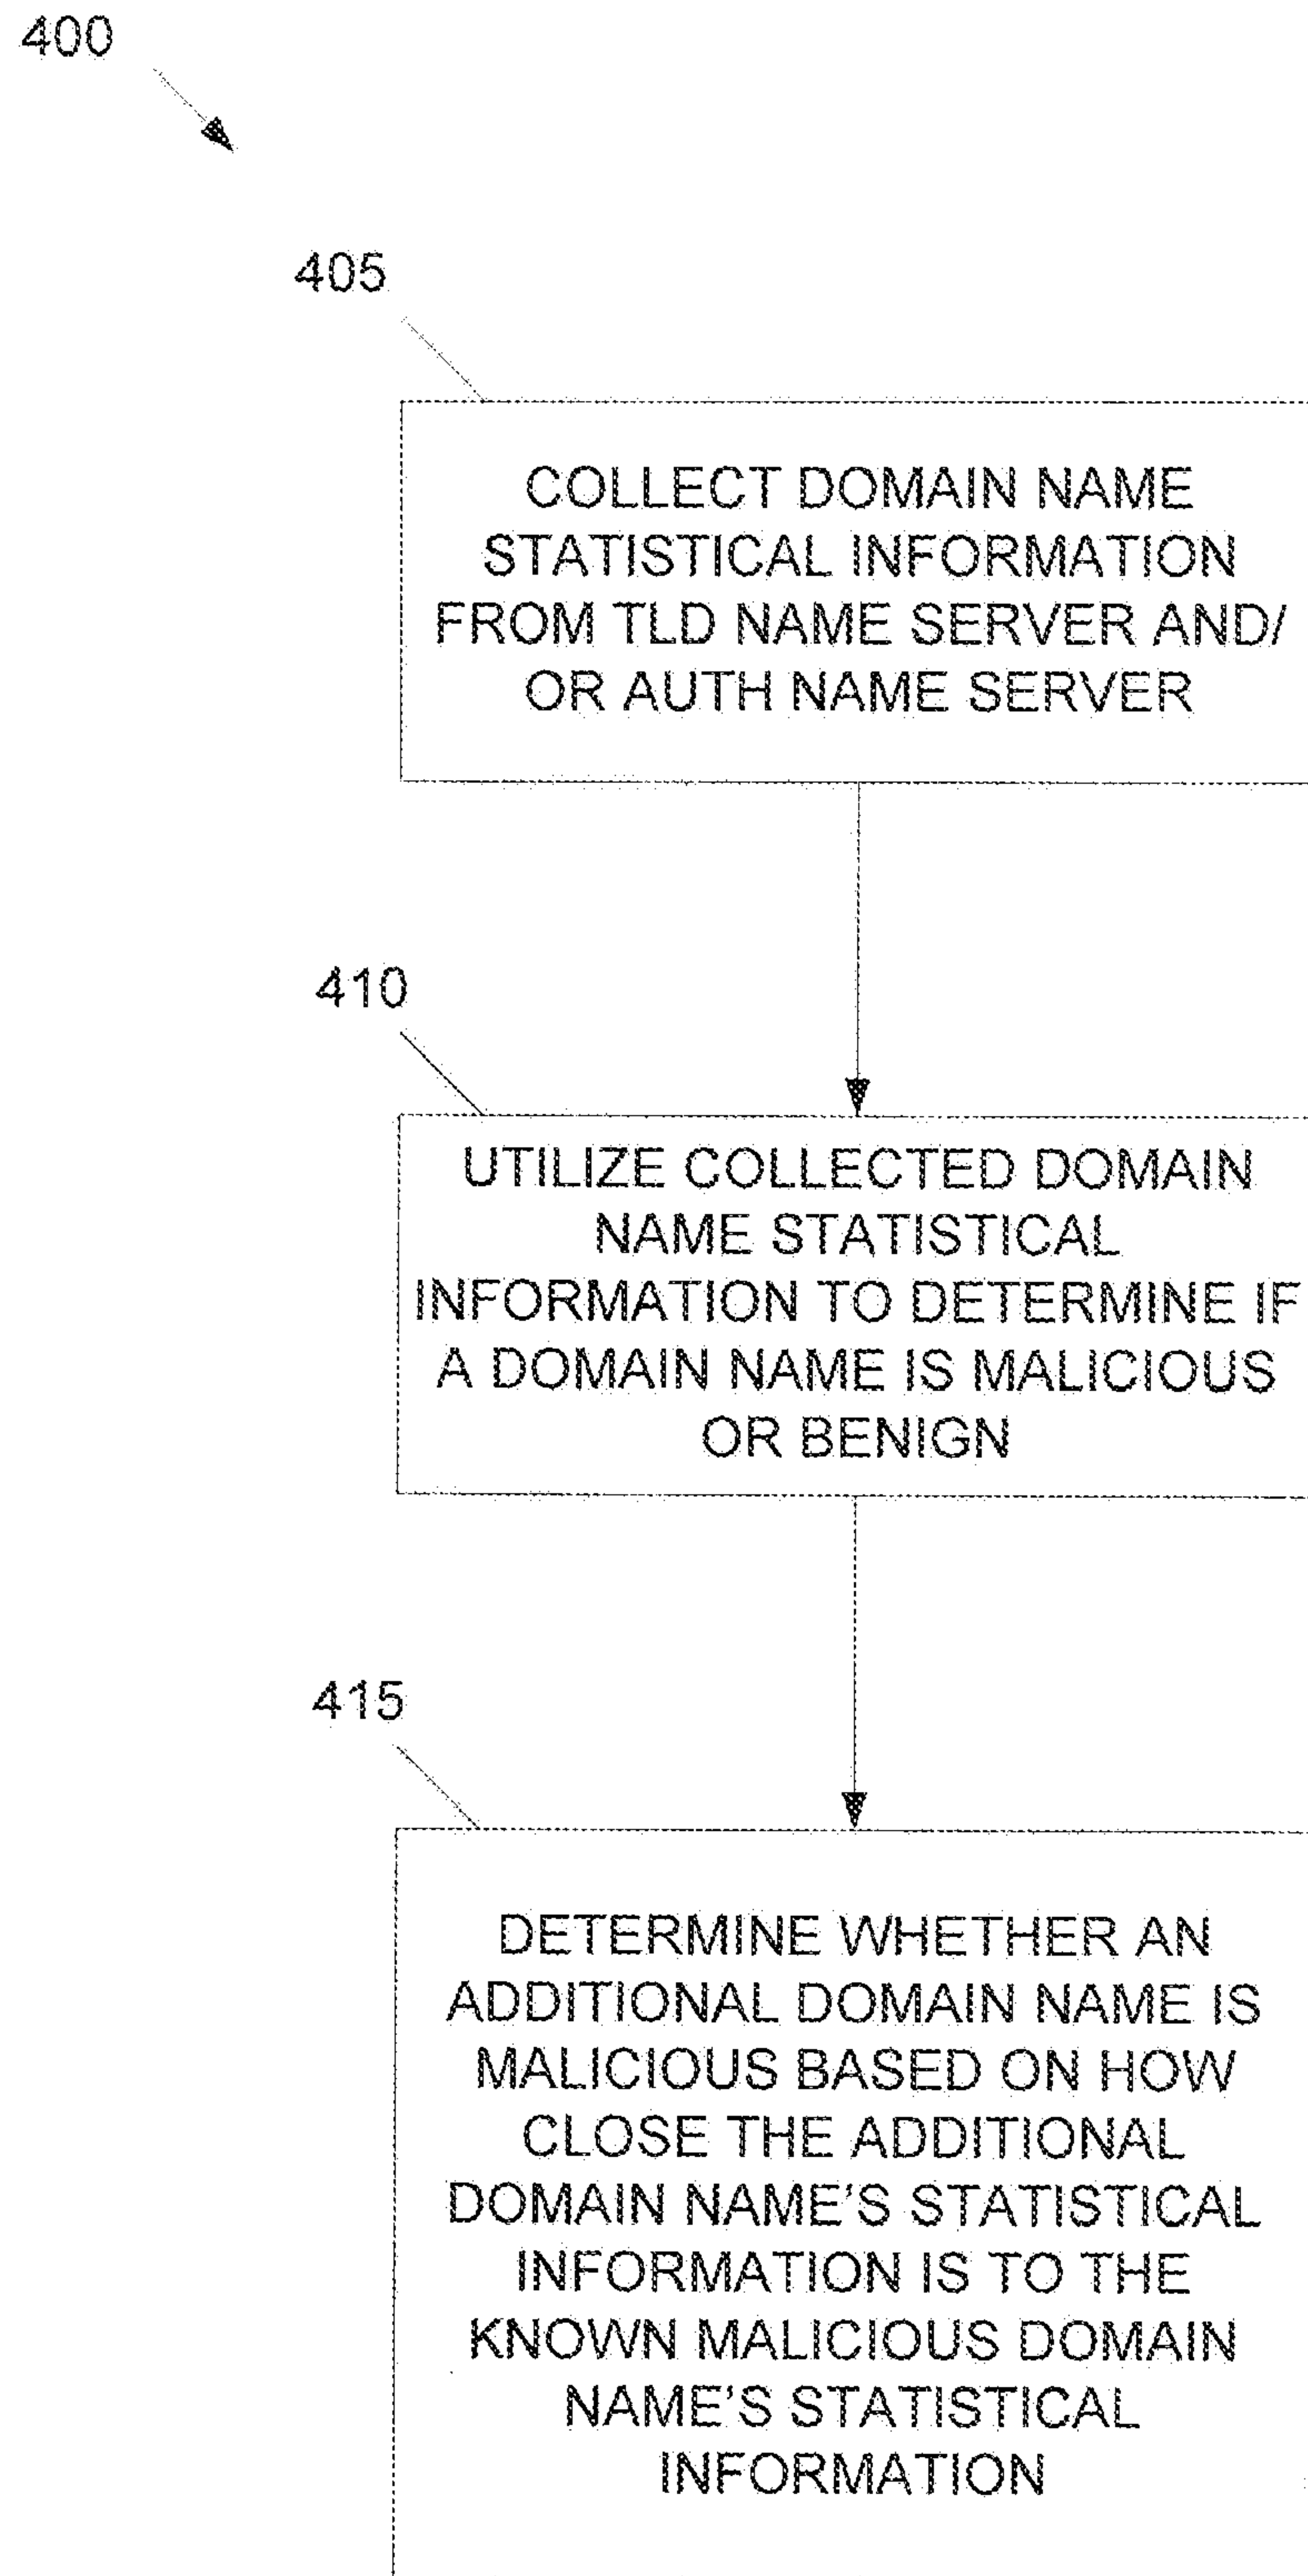 400
405
COLLECT DOMAIN NAME
STATISTICAL INFORMATION
FROM TLD NAME SERVER AND/
OR AUTH NAME SERVER
410
UTILIZE COLLECTED DOMAIN
NAME STATISTICAL
INFORMATION TO DETERMINE IF
A DOMAIN NAME IS MALICIOUS
OR BENIGN
415
DETERMINE WHETHER AN
ADDITIONAL DOMAIN NAME IS
MALICIOUS BASED ON HOW
CLOSE THE ADDITIONAL
DOMAIN NAME'S STATISTICAL
INFORMATION IS TO THE
KNOWN MALICIOUS DOMAIN
NAME'S STATISTICAL
INFORMATION